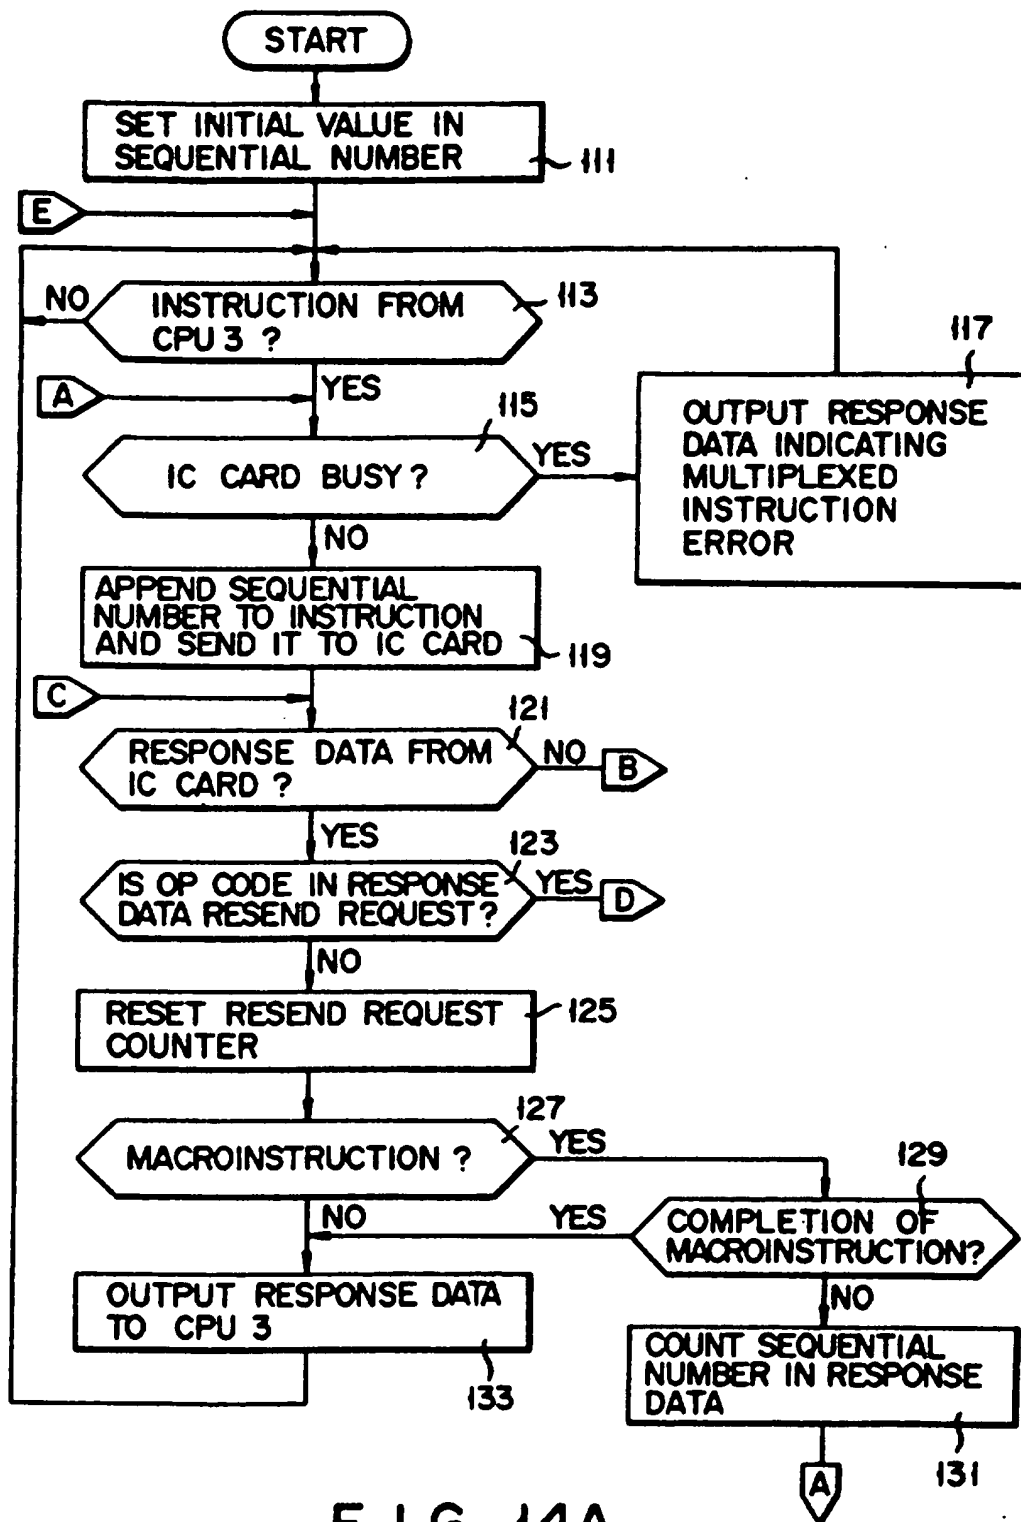 START
SET INITIAL VALUE IN
SEQUENTIAL NUMBER
111
E
NO
INSTRUCTION FROM
CPU 3 ?
113
117
A
YES
115
IC CARD BUSY ?
YES
OUTPUT RESPONSE
DATA INDICATING
MULTIPLEXED
INSTRUCTION
ERROR
NO
APPEND SEQUENTIAL
NUMBER TO INSTRUCTION
AND SEND IT TO IC CARD
119
C
121
RESPONSE DATA FROM
IC CARD ?
NO
B
YES
123
IS OP CODE IN RESPONSE
DATA RESEND REQUEST ?
YES
D
NO
RESET RESEND REQUEST
COUNTER
125
127
MACROINSTRUCTION ?
YES
129
NO
YES
COMPLETION OF
MACROINSTRUCTION?
OUTPUT RESPONSE DATA
TO CPU 3
133
NO
COUNT SEQUENTIAL
NUMBER IN RESPONSE
DATA
131
A
FIG. 14A